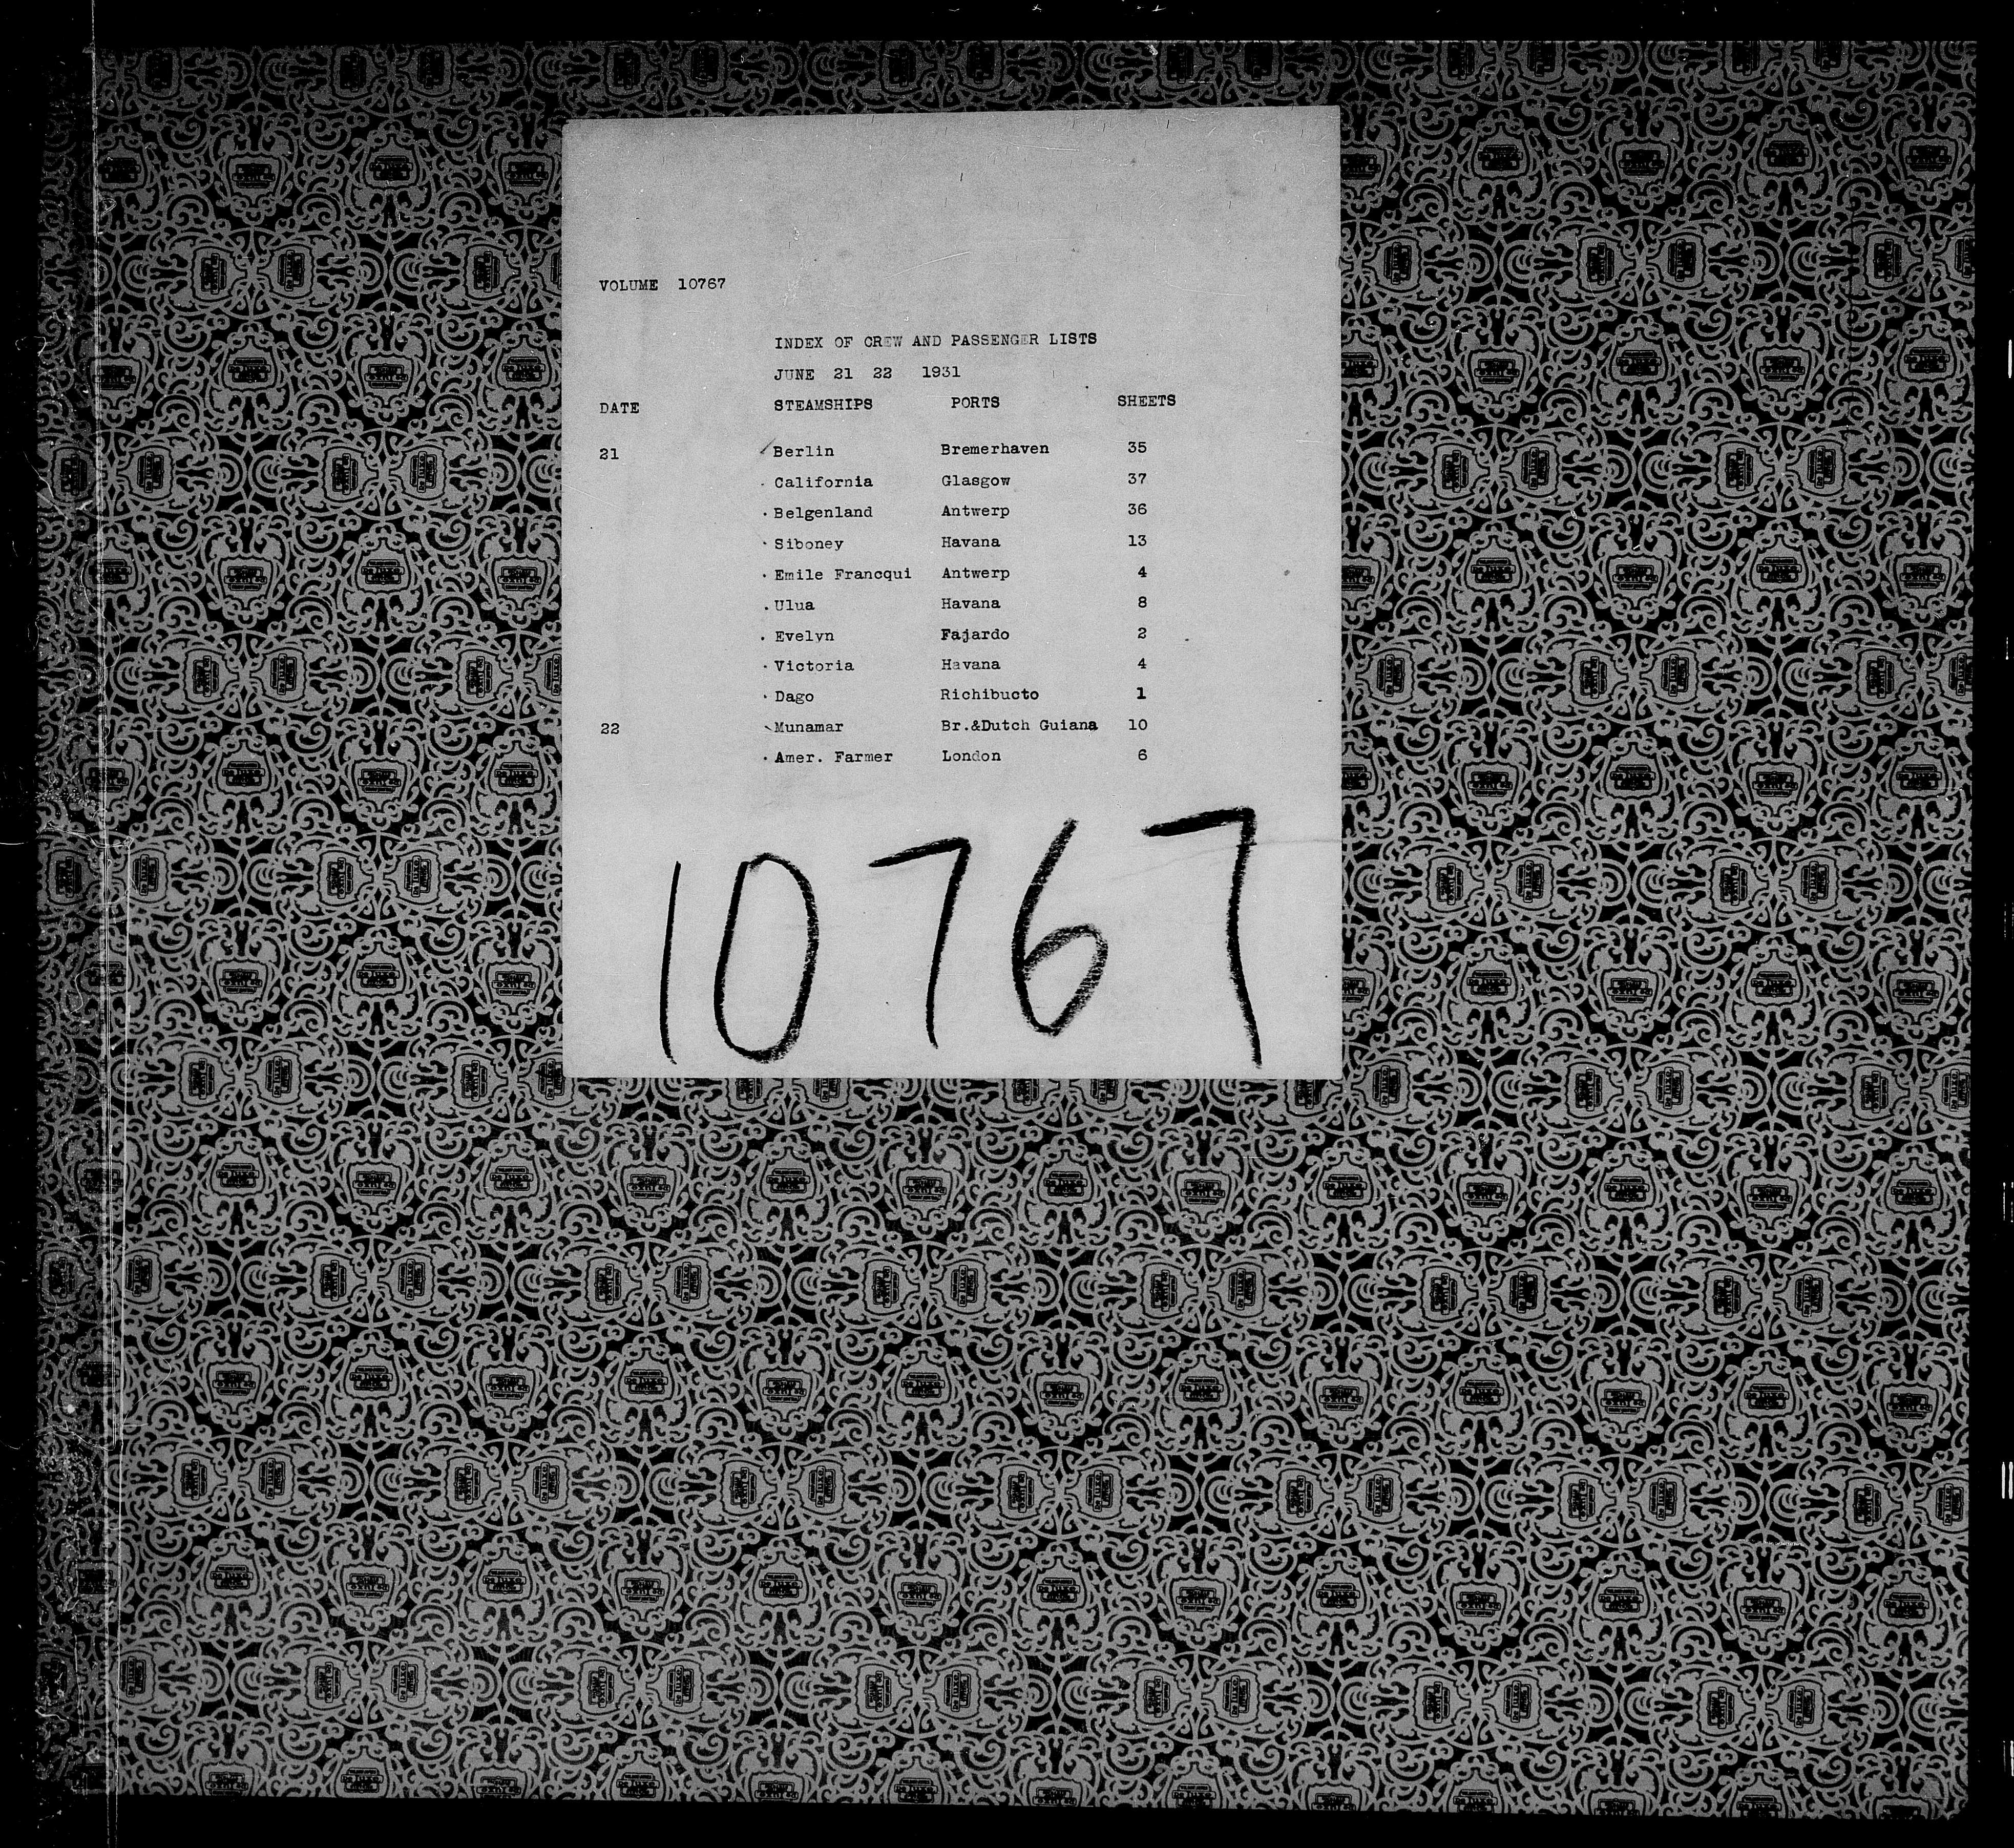 VOLUME 10767
INDEX OF CREW AND PASSENGER LISTS
JUNE 21 22 1931
DATE STEAMSHIPS PORTS SHEETS
21 Berlin Bremerhaven 35
California Glasgow 37
Belgenland Antwerp 36
Siboney Havana 13
Emile Francqui Antwerp 4
Ulua Havana 8
Evelyn Fajardo 2
Victoria Havana 4
Dago Richibucto 1
22 Munamar Br.&Dutch Guiana 10
Amer. Farmer London 6
10767